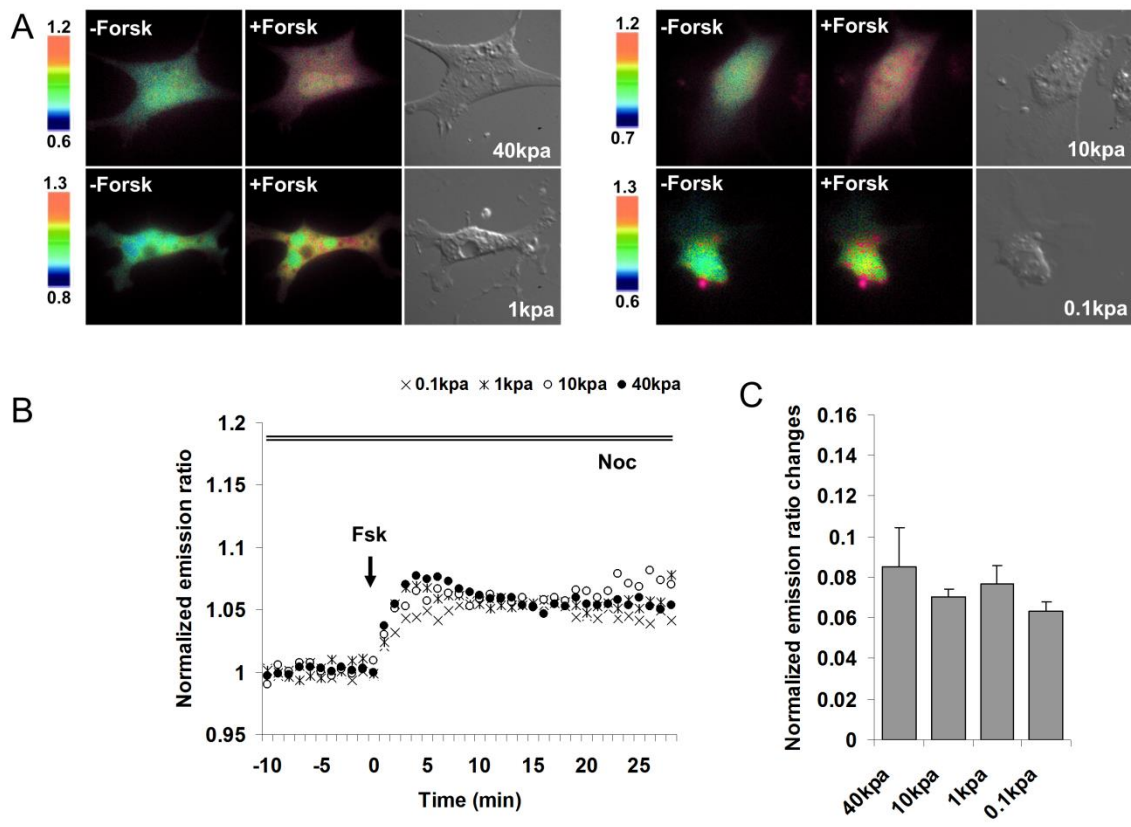 A
1.2
0.6
-Forsk
+Forsk
40kpa
1.2
0.7
-Forsk
+Forsk
10kpa
1.3
0.8
-Forsk
+Forsk
1kpa
1.3
0.6
-Forsk
+Forsk
0.1kpa
B
× 0.1kpa ж 1kpa ○ 10kpa ● 40kpa
Normalized emission ratio
1.2
1.15
1.1
1.05
1
0.95
Noc
Fsk
-10 -5 0 5 10 15 20 25
Time (min)
C
Normalized emission ratio changes
0.16
0.14
0.12
0.1
0.08
0.06
0.04
0.02
0
40kpa 10kpa 1kpa 0.1kpa